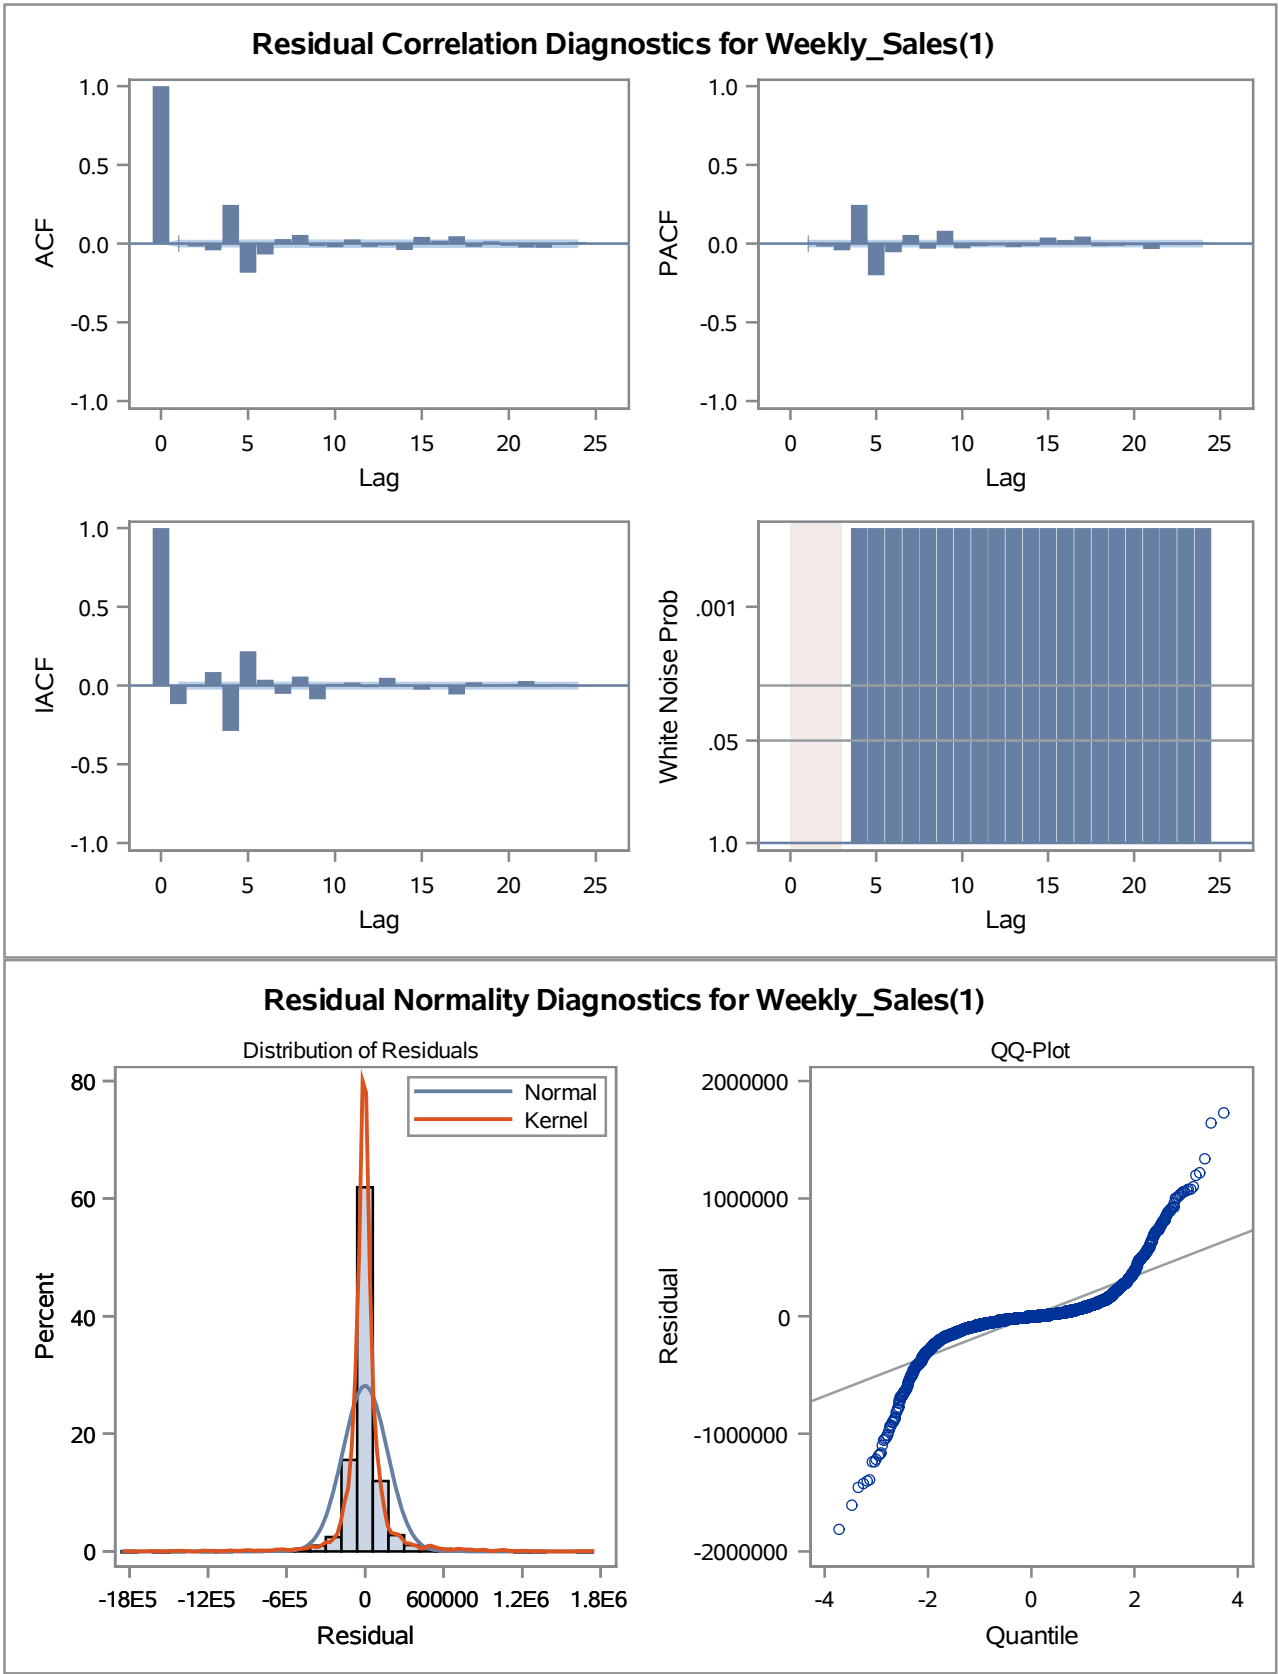 Residual Correlation Diagnostics for Weekly_Sales(1)
1.0
0.5
0.0
-0.5
-1.0
ACF
0 5 10 15 20 25
Lag
1.0
0.5
0.0
-0.5
-1.0
PACF
0 5 10 15 20 25
Lag
1.0
0.5
0.0
-0.5
-1.0
IACF
0 5 10 15 20 25
Lag
.001
.05
1.0
White Noise Prob
0 5 10 15 20 25
Lag
Residual Normality Diagnostics for Weekly_Sales(1)
Distribution of Residuals
Normal
Kernel
80
60
40
20
0
Percent
-18E5 -12E5 -6E5 0 600000 1.2E6 1.8E6
Residual
QQ-Plot
2000000
1000000
0
-1000000
-2000000
Residual
-4 -2 0 2 4
Quantile